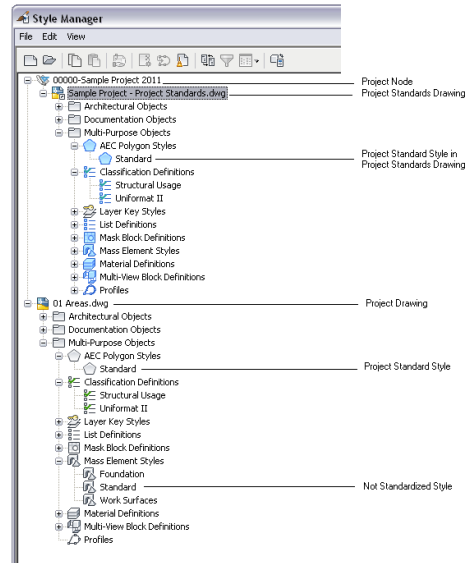 Style Manager
File Edit View
00000-Sample Project 2011
Project Node
Sample Project - Project Standards.dwg
Project Standards Drawing
Architectural Objects
Documentation Objects
Multi-Purpose Objects
AEC Polygon Styles
Standard
Project Standard Style in
Project Standards Drawing
Classification Definitions
Structural Usage
Uniformat II
Layer Key Styles
List Definitions
Mask Block Definitions
Mass Element Styles
Material Definitions
Multi-View Block Definitions
Profiles
01 Areas.dwg
Project Drawing
Architectural Objects
Documentation Objects
Multi-Purpose Objects
AEC Polygon Styles
Standard
Project Standard Style
Classification Definitions
Structural Usage
Uniformat II
Layer Key Styles
List Definitions
Mask Block Definitions
Mass Element Styles
Foundation
Standard
Not Standardized Style
Work Surfaces
Material Definitions
Multi-View Block Definitions
Profiles